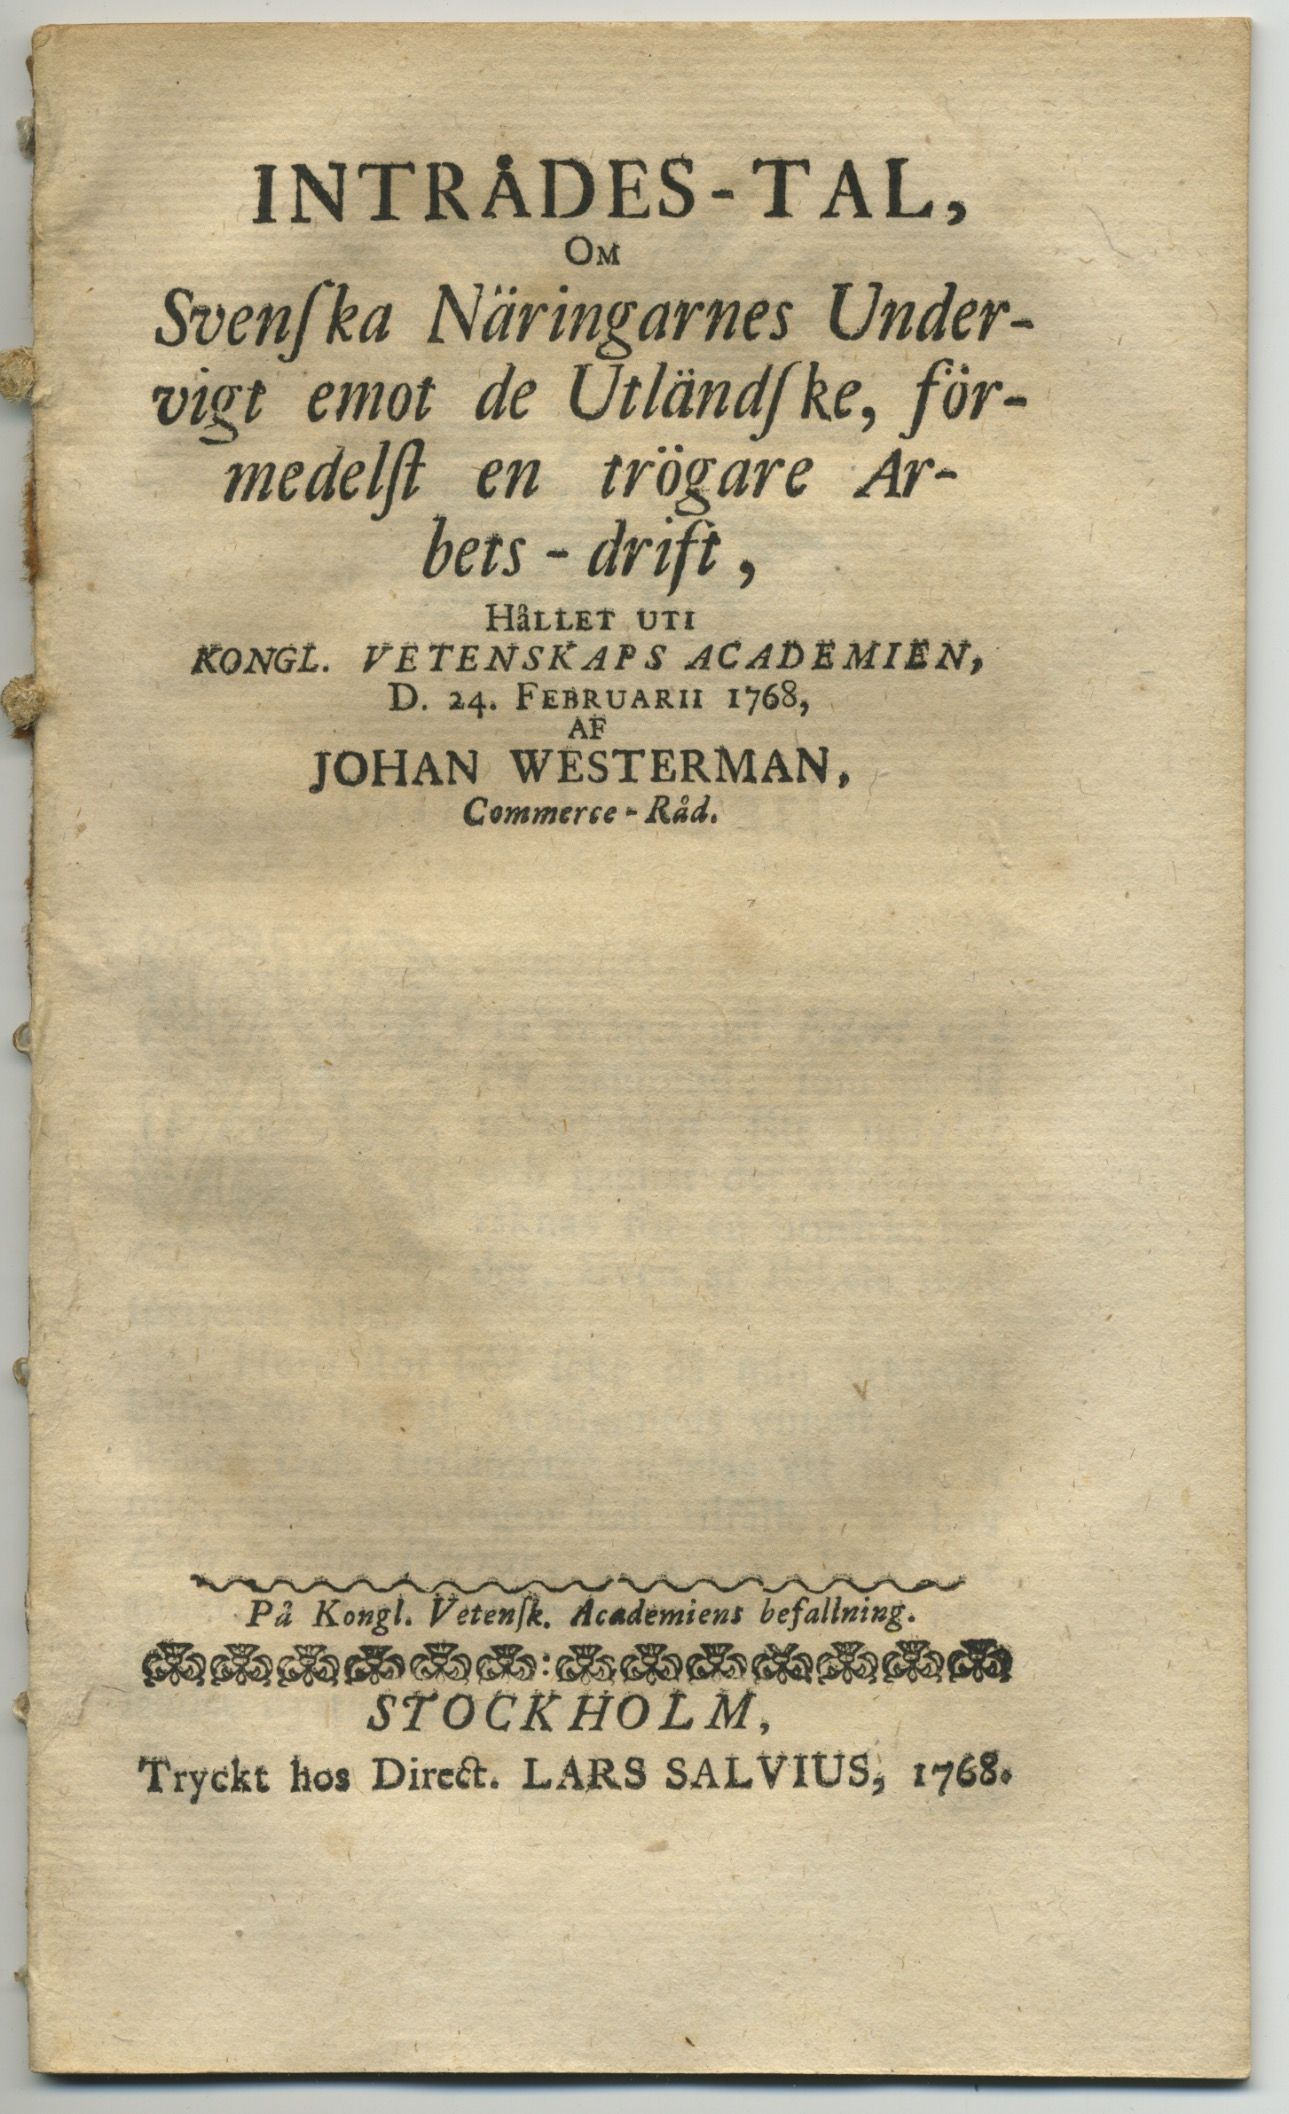 INTRÅDES-TAL,
OM
Svenſka Näringarnes Under-
vigt emot de Utländſke, för-
medelſt en trögare Ar-
bets-drift,
HåLLET UTI
KONGL. VETENSKAPS ACADEMIEN,
D. 24. FEBRUARII 1768,
AF
JOHAN WESTERMAN,
Commerce-Råd.
På Kongl. Vetenſk. Academiens befallning.
STOCKHOLM,
Tryckt hos Direct. LARS SALVIUS, 1768.